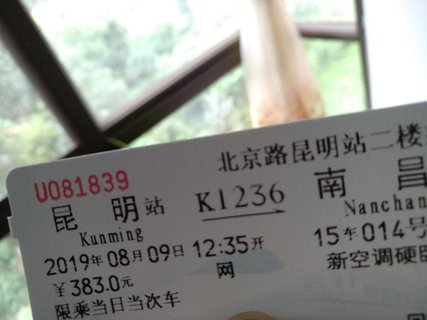 北京路昆明站二楼
U081839
昆明站 K1236 南昌
Kunming Nanchan
2019年08月09日 12:35开 15车014号
¥383.0元 网 新空调硬卧
限乘当日当次车